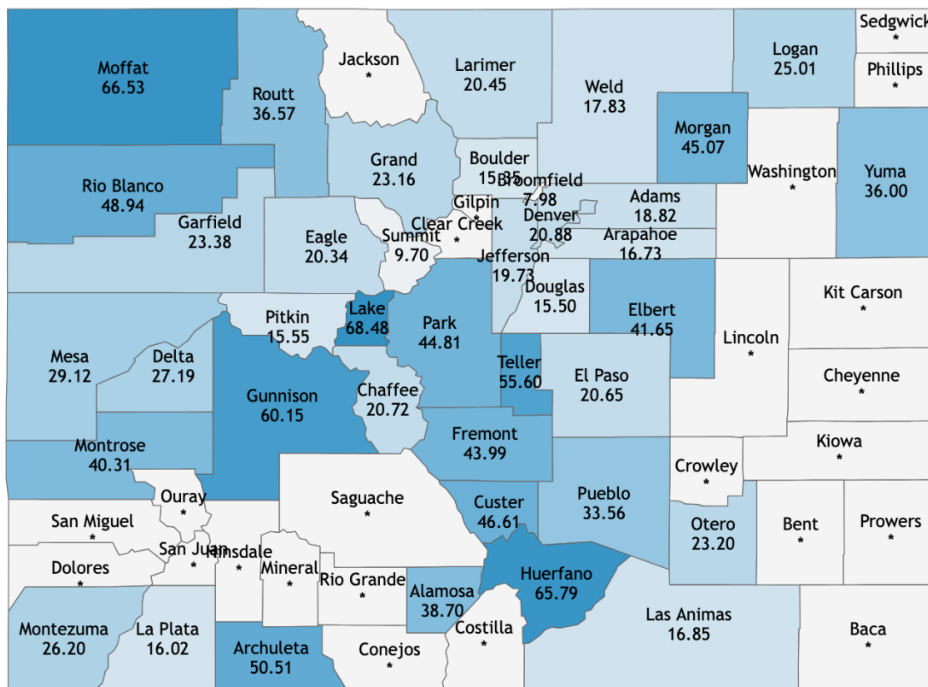 Sedgwick
*
Moffat
66.53
Routt
36.57
Jackson
*
Larimer
20.45
Weld
17.83
Logan
25.01
Phillips
*
Morgan
45.07
Washington
*
Yuma
36.00
Rio Blanco
48.94
Grand
23.16
Boulder
15.35
Broomfield
7.98
Gilpin
*
Clear Creek
*
Garfield
23.38
Eagle
20.34
Summit
9.70
Denver
20.88
Adams
18.82
Arapahoe
16.73
Jefferson
19.73
Douglas
15.50
Elbert
41.65
Kit Carson
*
Pitkin
15.55
Lake
68.48
Park
44.81
Lincoln
*
Mesa
29.12
Delta
27.19
Gunnison
60.15
Chaffee
20.72
Teller
55.60
El Paso
20.65
Cheyenne
*
Montrose
40.31
Fremont
43.99
Kiowa
*
Crowley
*
Ouray
*
Saguache
*
Custer
46.61
Pueblo
33.56
Otero
23.20
Bent
*
Prowers
*
San Miguel
*
San Juan
*
Hinsdale
*
Mineral
*
Dolores
*
Rio Grande
*
Alamosa
38.70
Huerfano
65.79
Montezuma
26.20
La Plata
16.02
Archuleta
50.51
Conejos
*
Costilla
*
Las Animas
16.85
Baca
*